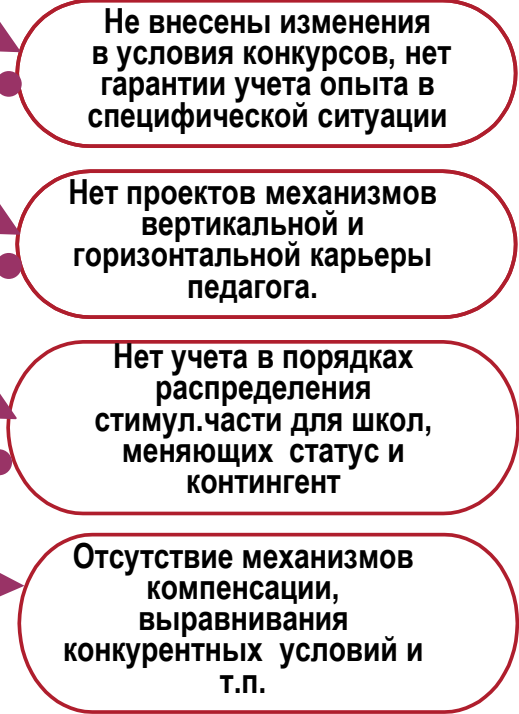 Не внесены изменения
в условия конкурсов, нет
гарантии учета опыта в
специфической ситуации
Нет проектов механизмов
вертикальной и
горизонтальной карьеры
педагога.
Нет учета в порядках
распределения
стимул.части для школ,
меняющих статус и
контингент
Отсутствие механизмов
компенсации,
выравнивания
конкурентных условий и
т.п.